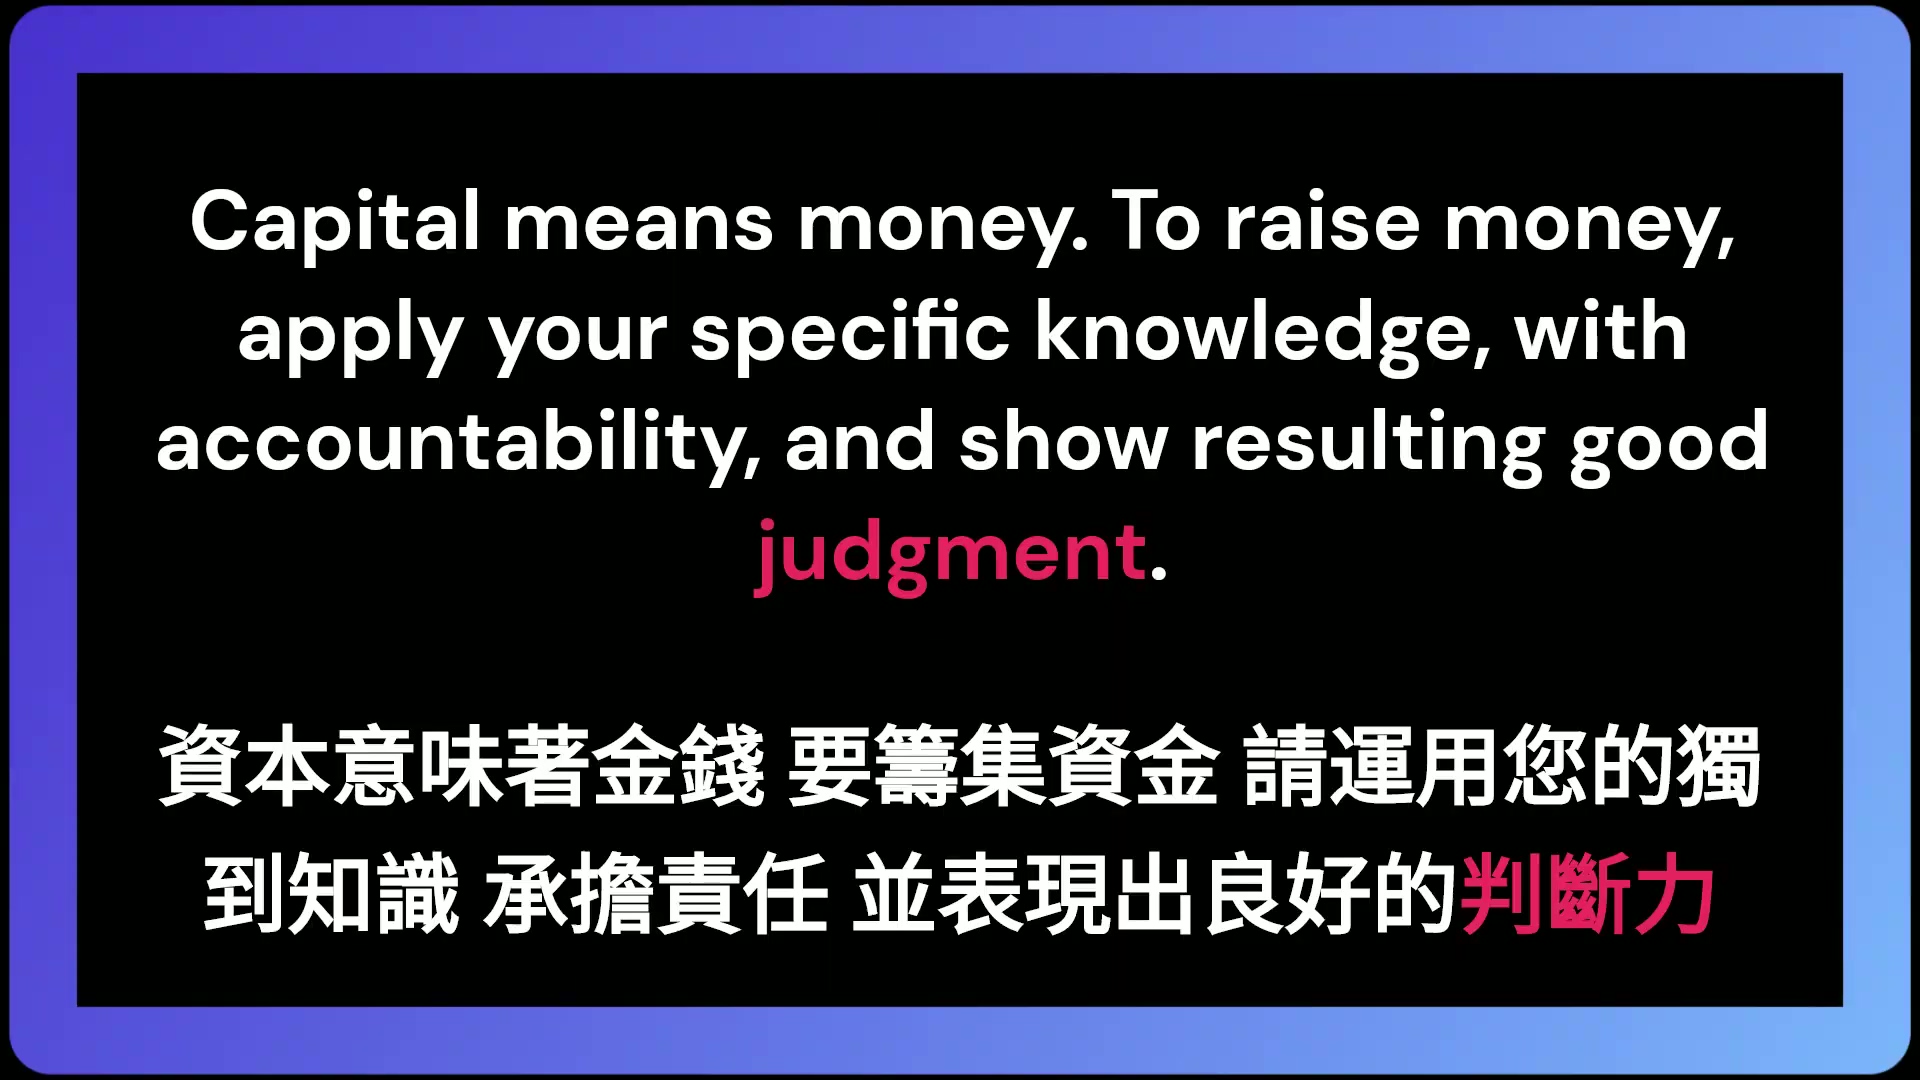 Capital means money. To raise money,
apply your specific knowledge, with
accountability, and show resulting good
judgment.
資本意味著金錢 要籌集資金 請運用您的獨
到知識 承擔責任 並表現出良好的判斷力